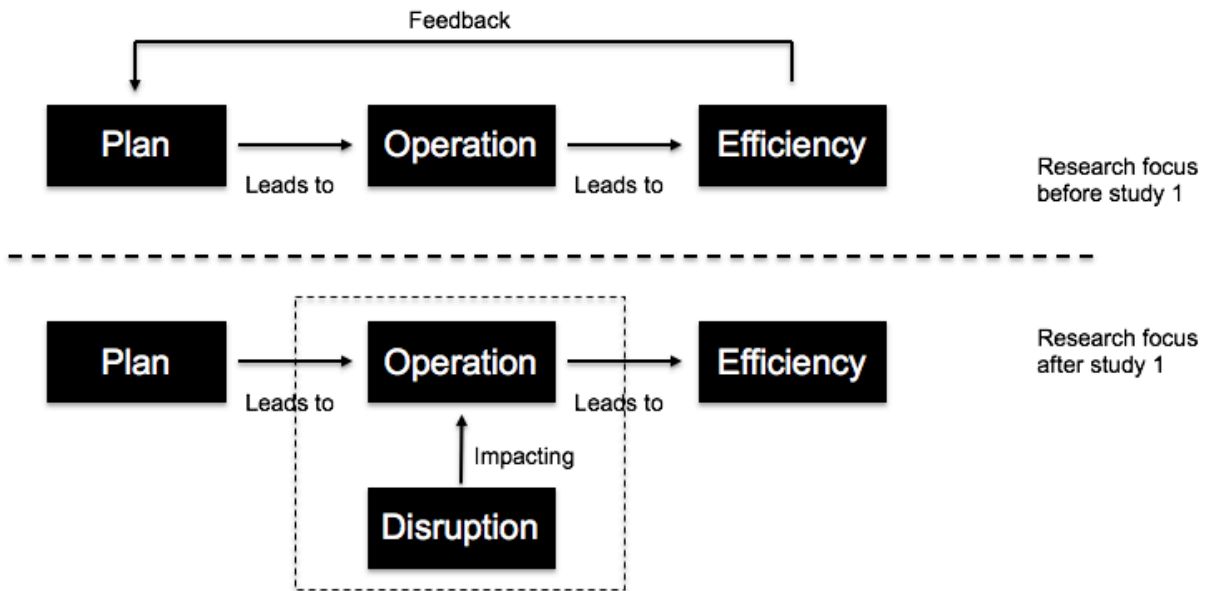 Feedback
Plan
Operation
Efficiency
Leads to
Leads to
Research focus
before study 1
Plan
Operation
Efficiency
Research focus
after study 1
Leads to
Leads to
Impacting
Disruption